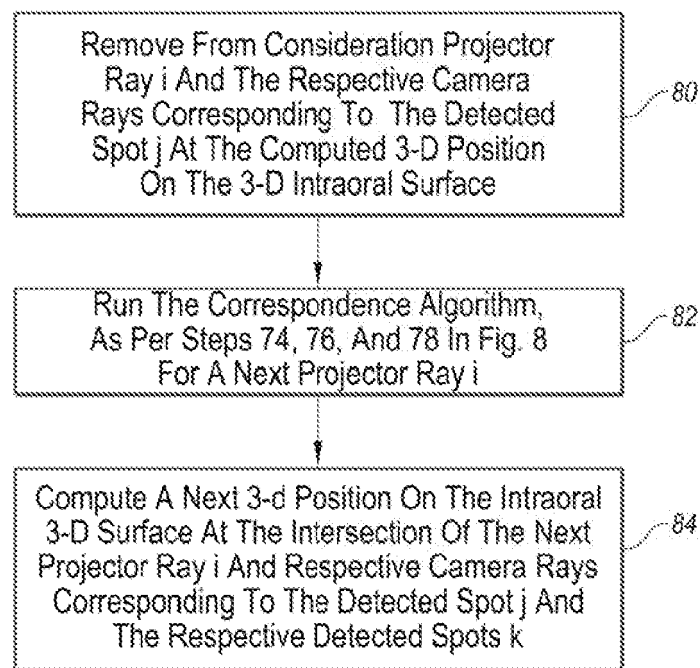 Remove From Consideration Projector
Ray i And The Respective Camera
Rays Corresponding To The Detected
Spot j At The Computed 3-D Position
On The 3-D Intraoral Surface
80
Run The Correspondence Algorithm,
As Per Steps 74, 76, And 78 In Fig. 8
For A Next Projector Ray i
82
Compute A Next 3-d Position On The Intraoral
3-D Surface At The Intersection Of The Next
Projector Ray i And Respective Camera Rays
Corresponding To The Detected Spot j And
The Respective Detected Spots k
84